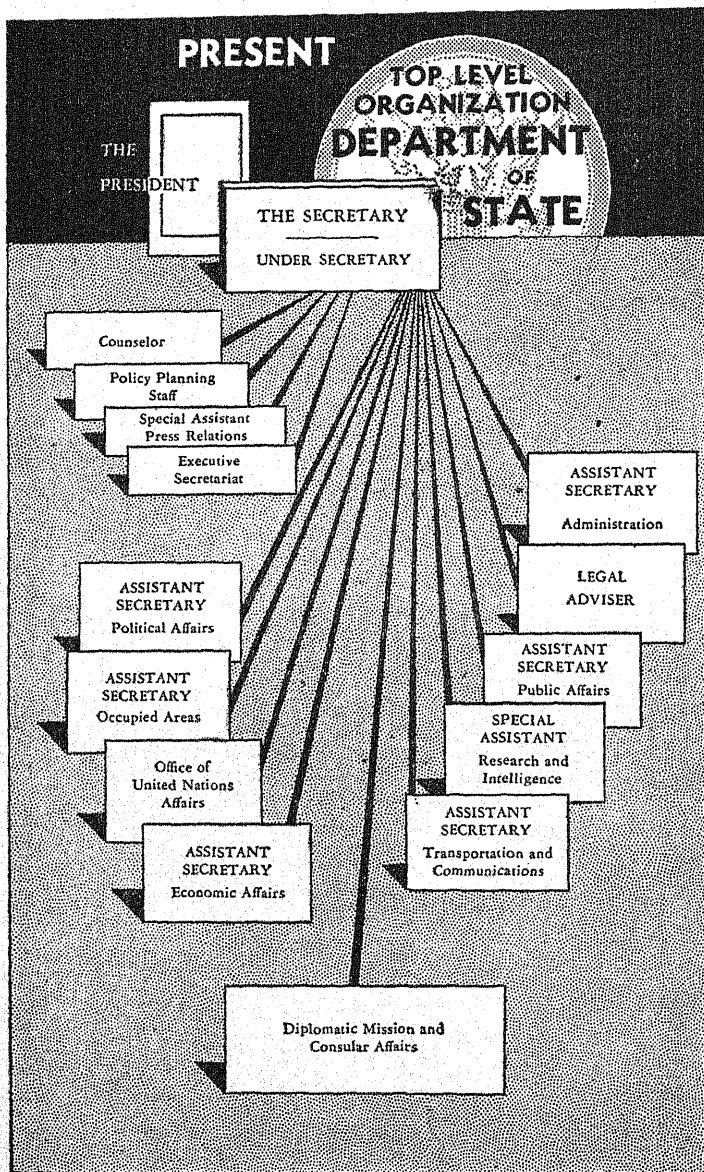 PRESENT
TOP LEVEL
ORGANIZATION
DEPARTMENT
OF
STATE
THE
PRESIDENT
THE SECRETARY
UNDER SECRETARY
Counselor
Policy Planning
Staff
Special Assistant
Press Relations
Executive
Secretariat
ASSISTANT
SECRETARY
Political Affairs
ASSISTANT
SECRETARY
Occupied Areas
Office of
United Nations
Affairs
ASSISTANT
SECRETARY
Economic Affairs
ASSISTANT
SECRETARY
Administration
LEGAL
ADVISER
ASSISTANT
SECRETARY
Public Affairs
SPECIAL
ASSISTANT
Research and
Intelligence
ASSISTANT
SECRETARY
Transportation and
Communications
Diplomatic Mission and
Consular Affairs